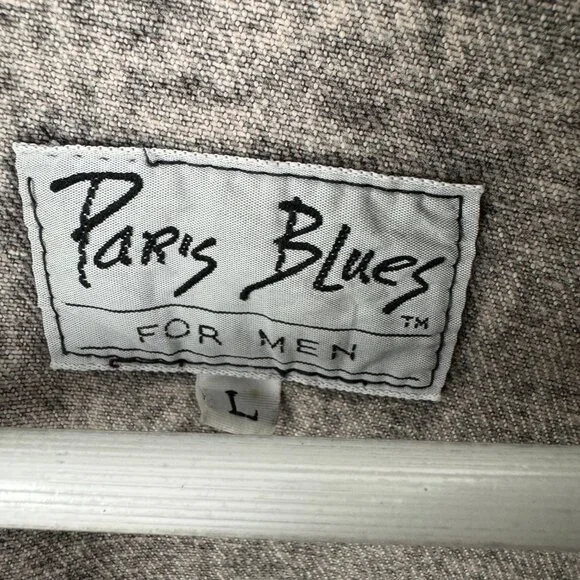 Paris Blues
TM
FOR MEN
L